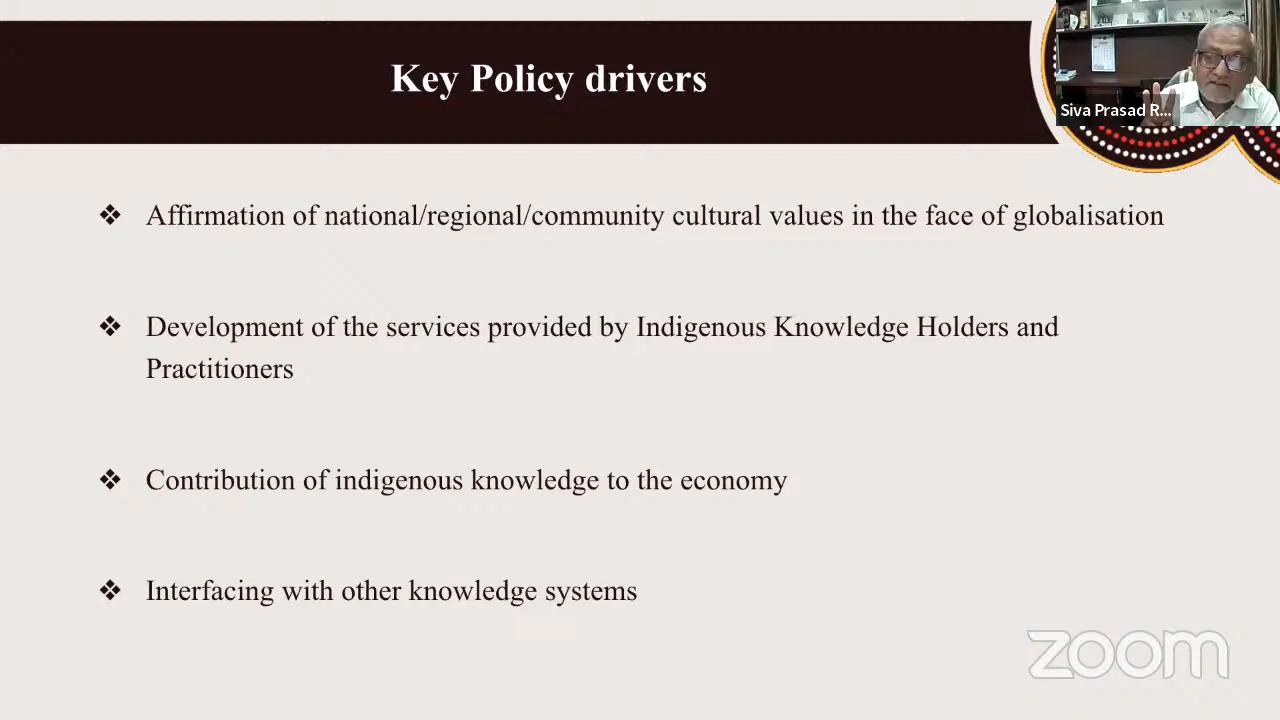 Key Policy drivers
Siva Prasad R...
❖ Affirmation of national/regional/community cultural values in the face of globalisation
❖ Development of the services provided by Indigenous Knowledge Holders and
Practitioners
❖ Contribution of indigenous knowledge to the economy
❖ Interfacing with other knowledge systems
zoom